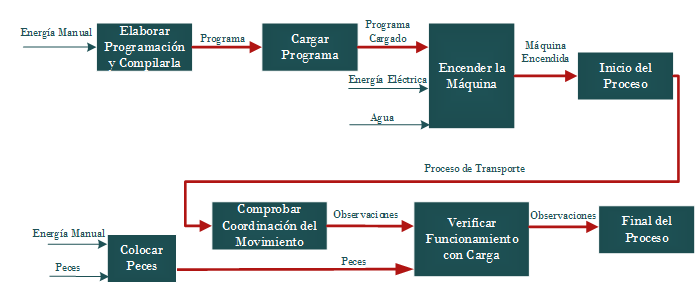 Energía Manual
Elaborar
Programación
y Compilarla
Programa
Cargar
Programa
Programa
Cargado
Energía Eléctrica
Agua
Encender la
Máquina
Máquina
Encendida
Inicio del
Proceso
Proceso de Transporte
Comprobar
Coordinación del
Movimiento
Observaciones
Energía Manual
Peces
Colocar
Peces
Peces
Verificar
Funcionamiento
con Carga
Observaciones
Final del
Proceso